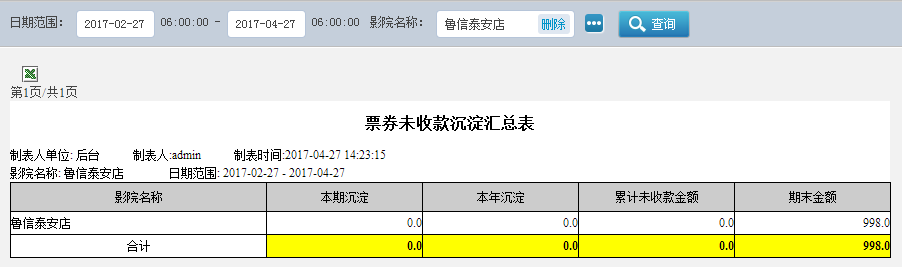 日期范围： 2017-02-27 06:00:00 - 2017-04-27 06:00:00 影院名称： 鲁信泰安店 删除 ••• 查询
第1页/共1页
票券未收款沉淀汇总表
制表人单位: 后台 制表人:admin 制表时间:2017-04-27 14:23:15
影院名称: 鲁信泰安店 日期范围: 2017-02-27 - 2017-04-27
影院名称 本期沉淀 本年沉淀 累计未收款金额 期末金额
鲁信泰安店 0.0 0.0 0.0 998.0
合计 0.0 0.0 0.0 998.0